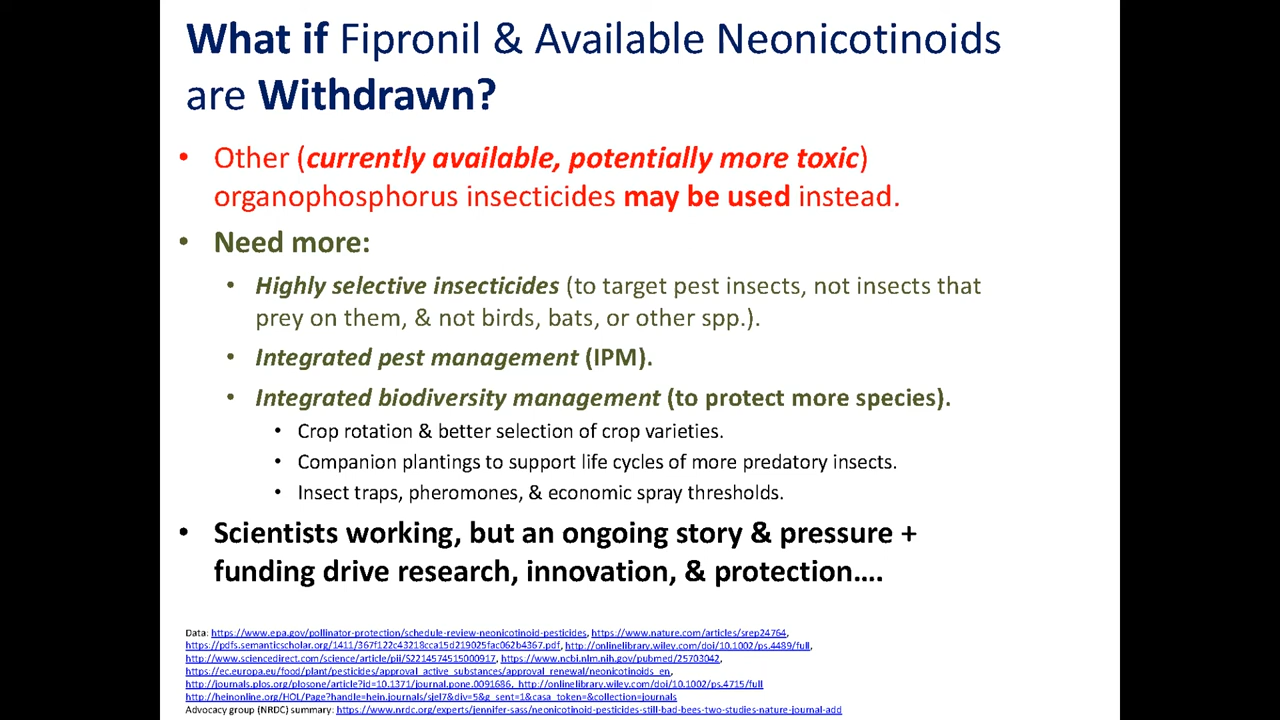 What if Fipronil & Available Neonicotinoids
are Withdrawn?
• Other (currently available, potentially more toxic)
organophosphorus insecticides may be used instead.
• Need more:
• Highly selective insecticides (to target pest insects, not insects that
prey on them, & not birds, bats, or other spp.).
• Integrated pest management (IPM).
• Integrated biodiversity management (to protect more species).
• Crop rotation & better selection of crop varieties.
• Companion plantings to support life cycles of more predatory insects.
• Insect traps, pheromones, & economic spray thresholds.
• Scientists working, but an ongoing story & pressure +
funding drive research, innovation, & protection….
Data: https://www.epa.gov/pollinator-protection/schedule-review-neonicotinoid-pesticides, https://www.nature.com/articles/srep24764,
https://pdfs.semanticscholar.org/1411/367f122c43218cca15d219025fac062b4367.pdf, http://onlinelibrary.wiley.com/doi/10.1002/ps.4489/full,
http://www.sciencedirect.com/science/article/pii/S2214574515000917, https://www.ncbi.nlm.nih.gov/pubmed/25703042,
https://ec.europa.eu/food/plant/pesticides/approval_active_substances/approval_renewal/neonicotinoids_en,
http://journals.plos.org/plosone/article?id=10.1371/journal.pone.0091686, http://onlinelibrary.wiley.com/doi/10.1002/ps.4715/full
http://heinonline.org/HOL/Page?handle=hein.journals/sjel7&div=5&g_sent=1&casa_token=&collection=journals
Advocacy group (NRDC) summary: https://www.nrdc.org/experts/jennifer-sass/neonicotinoid-pesticides-still-bad-bees-two-studies-nature-journal-add